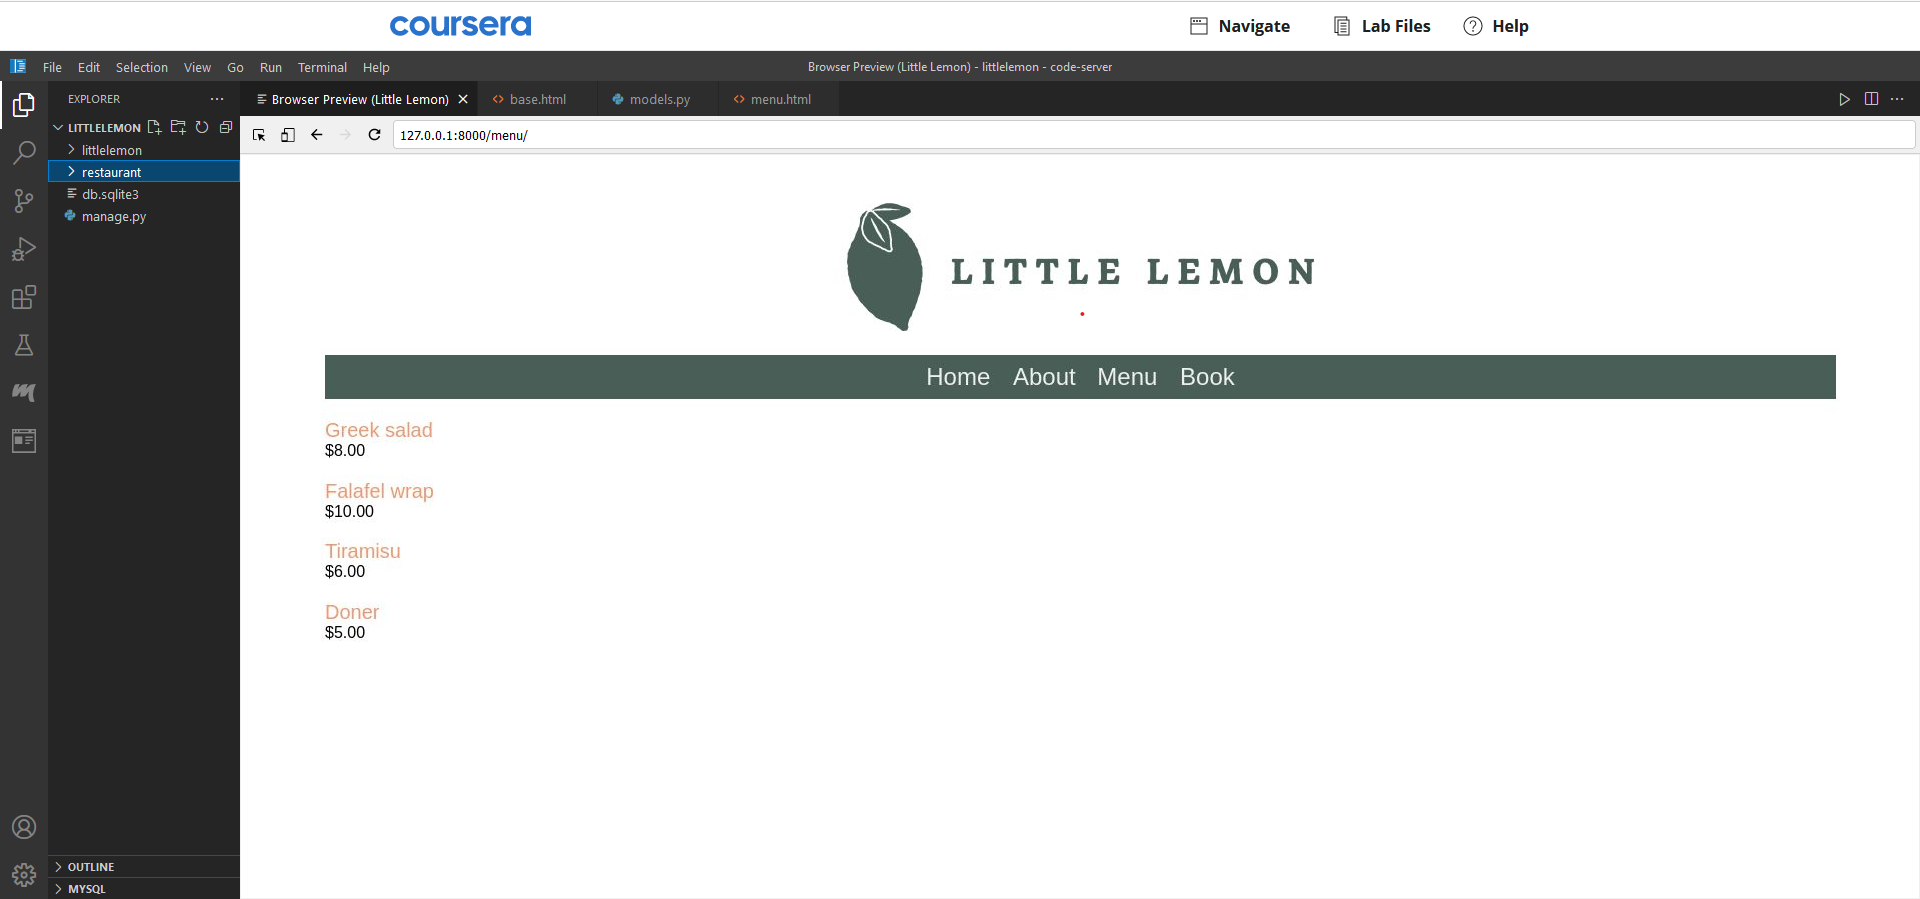 coursera
Navigate
Lab Files
Help
File Edit Selection View Go Run Terminal Help
Browser Preview (Little Lemon) - littlelemon - code-server
EXPLORER
Browser Preview (Little Lemon)
base.html
models.py
menu.html
LITTLELEMON
127.0.0.1:8000/menu/
littlelemon
restaurant
db.sqlite3
manage.py
LITTLE LEMON
Home About Menu Book
Greek salad
$8.00
Falafel wrap
$10.00
Tiramisu
$6.00
Doner
$5.00
OUTLINE
MYSQL